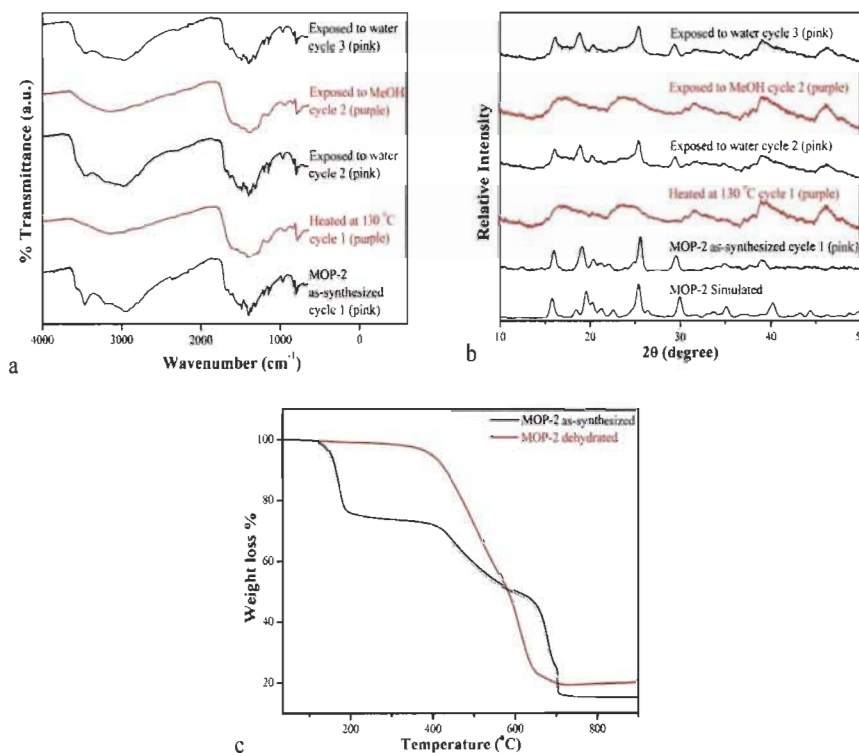 % Transmittance (a.u.)
Exposed to water
cycle 3 (pink)
Exposed to MeOH
cycle 2 (purple)
Exposed to water
cycle 2 (pink)
Heated at 130 °C
cycle 1 (purple)
MOP-2
as-synthesized
cycle 1 (pink)
4000 3000 2000 1000 0
Wavenumber (cm⁻¹)
a
Relative Intensity
Exposed to water cycle 3 (pink)
Exposed to MeOH cycle 2 (purple)
Exposed to water cycle 2 (pink)
Heated at 130 °C cycle 1 (purple)
MOP-2 as-synthesized cycle 1 (pink)
MOP-2 Simulated
10 20 30 40 5
2θ (degree)
b
Weight loss %
MOP-2 as-synthesized
MOP-2 dehydrated
100
80
60
40
20
200 400 600 800
Temperature (°C)
c